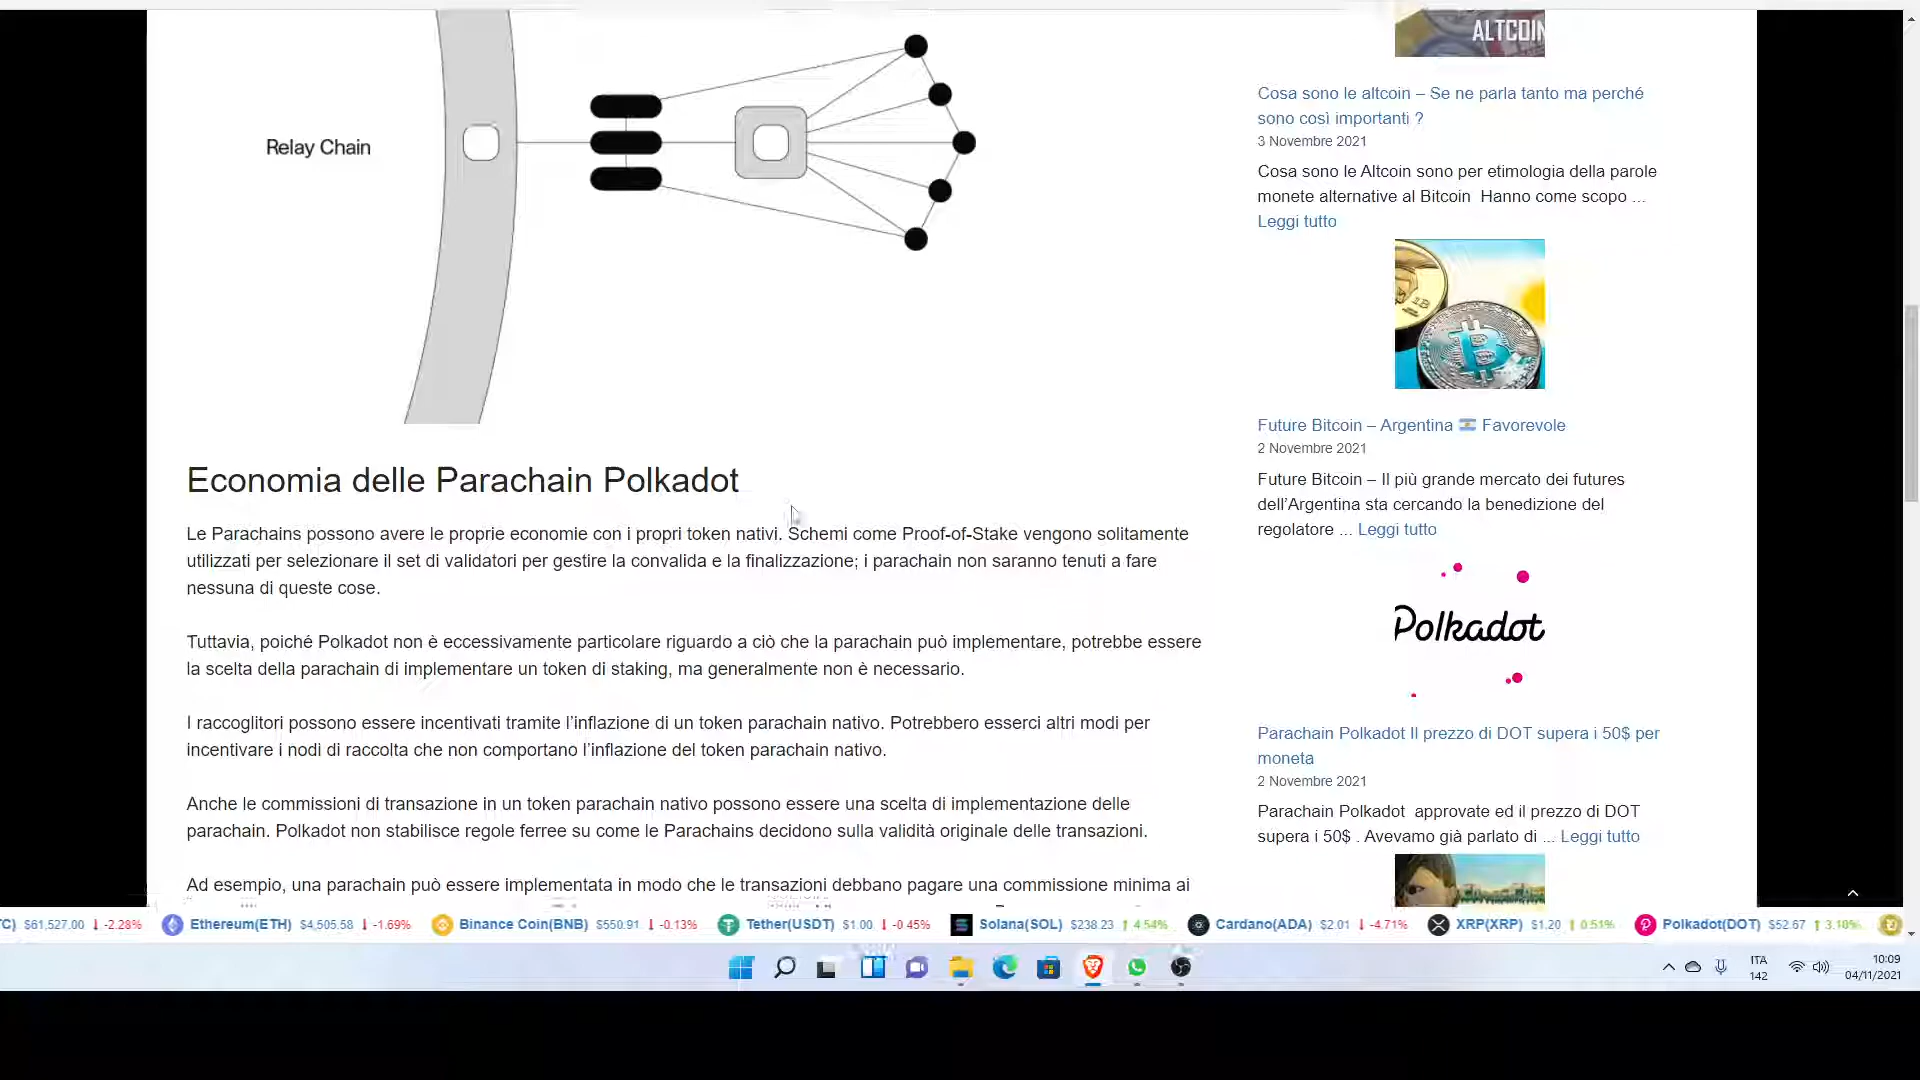 Relay Chain
Economia delle Parachain Polkadot
Le Parachains possono avere le proprie economie con i propri token nativi. Schemi come Proof-of-Stake vengono solitamente
utilizzati per selezionare il set di validatori per gestire la convalida e la finalizzazione; i parachain non saranno tenuti a fare
nessuna di queste cose.
Tuttavia, poiché Polkadot non è eccessivamente particolare riguardo a ciò che la parachain può implementare, potrebbe essere
la scelta della parachain di implementare un token di staking, ma generalmente non è necessario.
I raccoglitori possono essere incentivati tramite l’inflazione di un token parachain nativo. Potrebbero esserci altri modi per
incentivare i nodi di raccolta che non comportano l’inflazione del token parachain nativo.
Anche le commissioni di transazione in un token parachain nativo possono essere una scelta di implementazione delle
parachain. Polkadot non stabilisce regole ferree su come le Parachains decidono sulla validità originale delle transazioni.
Ad esempio, una parachain può essere implementata in modo che le transazioni debbano pagare una commissione minima ai
ALTCOIN
Cosa sono le altcoin – Se ne parla tanto ma perché
sono così importanti ?
3 Novembre 2021
Cosa sono le Altcoin sono per etimologia della parole
monete alternative al Bitcoin Hanno come scopo ...
Leggi tutto
Future Bitcoin – Argentina 🇦🇷 Favorevole
2 Novembre 2021
Future Bitcoin – Il più grande mercato dei futures
dell’Argentina sta cercando la benedizione del
regolatore ... Leggi tutto
Polkadot
Parachain Polkadot Il prezzo di DOT supera i 50$ per
moneta
2 Novembre 2021
Parachain Polkadot approvate ed il prezzo di DOT
supera i 50$ . Avevamo già parlato di ... Leggi tutto
C) $61,527.00 ↓ -2.28% Ethereum(ETH) $4,505.58 ↓ -1.69% Binance Coin(BNB) $550.91 ↓ -0.13% Tether(USDT) $1.00 ↓ -0.45% Solana(SOL) $238.23 ↑ 4.54% Cardano(ADA) $2.01 ↓ -4.71% XRP(XRP) $1.20 ↑ 0.51% Polkadot(DOT) $52.67 ↑ 3.10%
ITA
142
10:09
04/11/2021